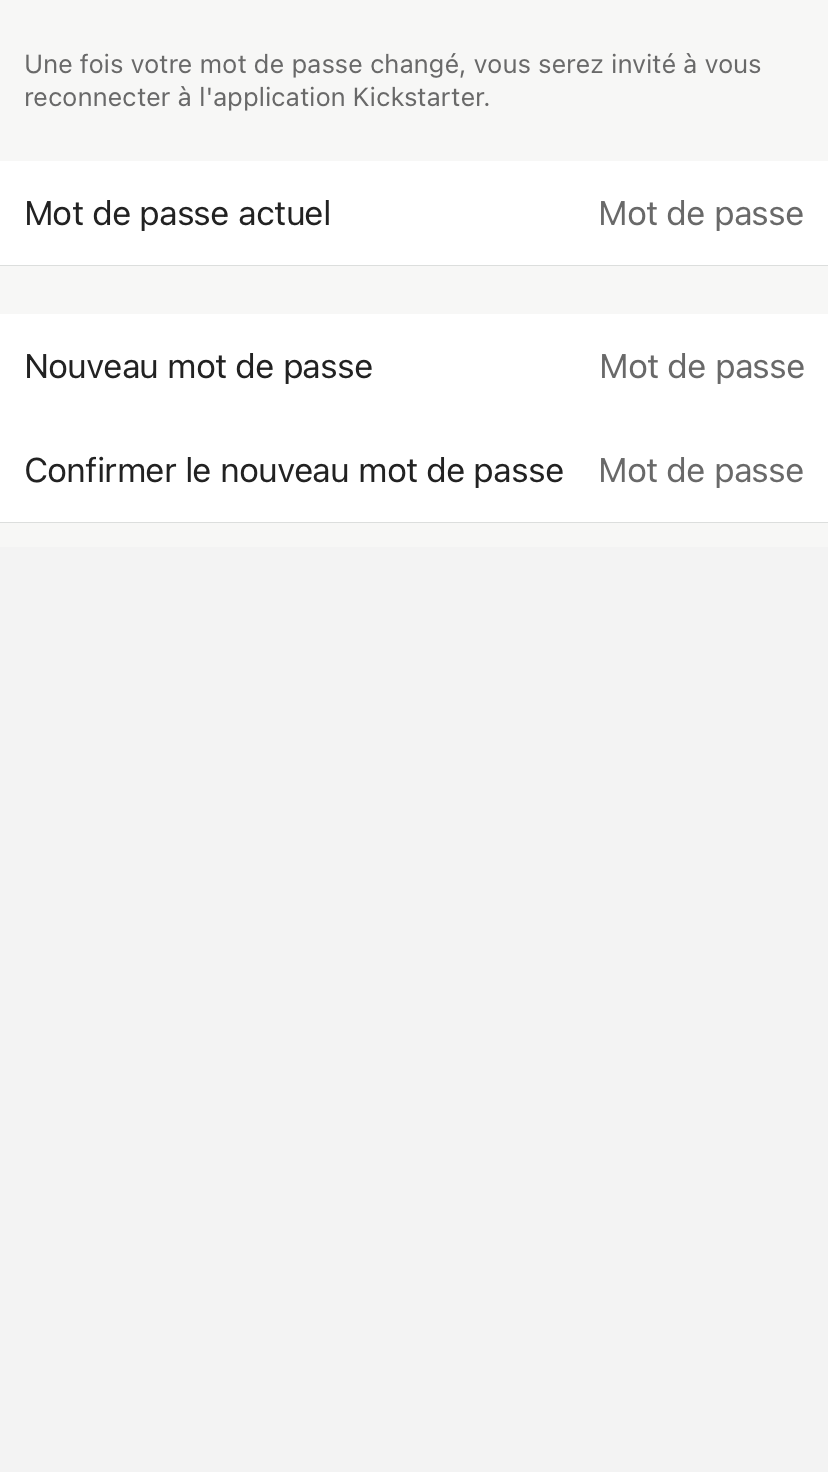 Une fois votre mot de passe changé, vous serez invité à vous
reconnecter à l'application Kickstarter.
Mot de passe actuel Mot de passe
Nouveau mot de passe Mot de passe
Confirmer le nouveau mot de passe Mot de passe